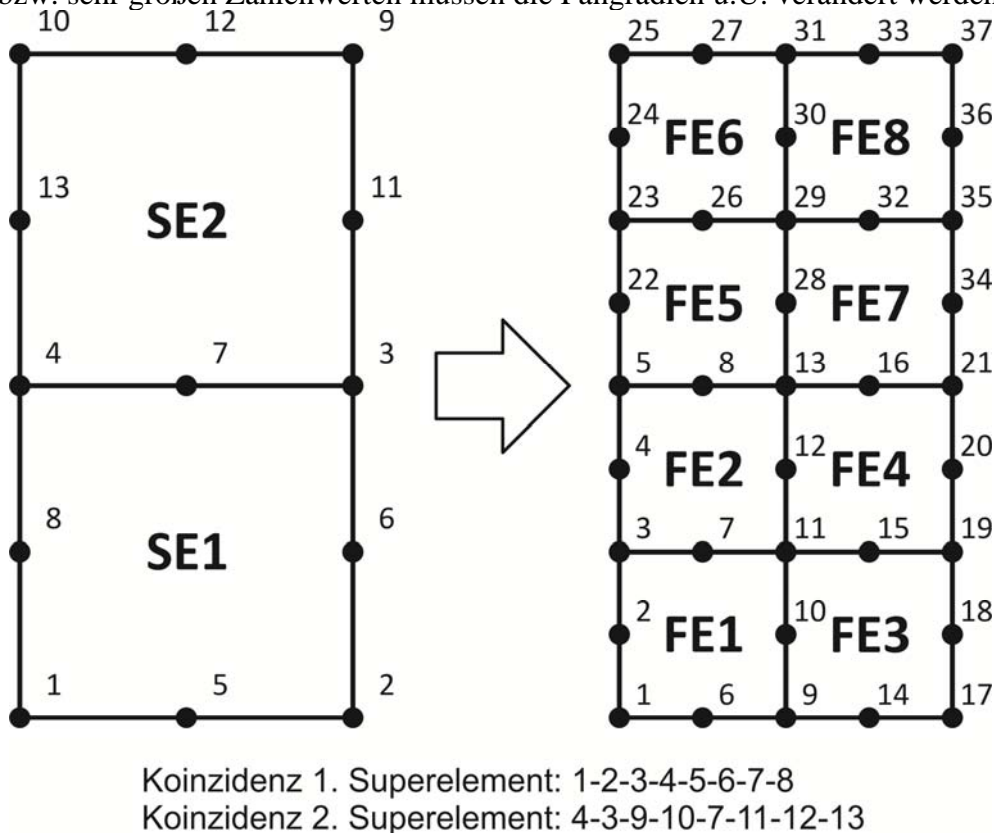 bzw. sehr großen Zahlenwerten müssen die Fangradien u.U. verändert werden
10 12 9 25 27 31 33 37
24 FE6 30 FE8 36
13 SE2 11 23 26 29 32 35
22 FE5 28 FE7 34
4 7 3 5 8 13 16 21
4 FE2 12 FE4 20
8 SE1 6 3 7 11 15 19
2 FE1 10 FE3 18
1 5 2 1 6 9 14 17
Koinzidenz 1. Superelement: 1-2-3-4-5-6-7-8
Koinzidenz 2. Superelement: 4-3-9-10-7-11-12-13